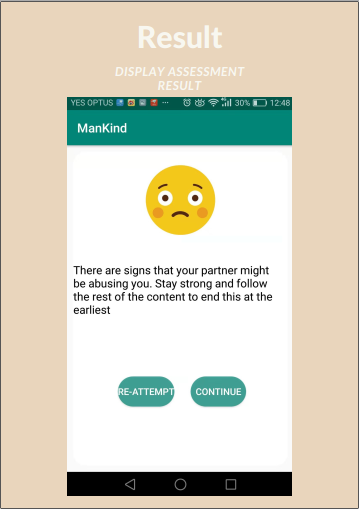 Result
DISPLAY ASSESSMENT
RESULT
YES OPTUS ... 4G 30% 12:48
ManKind
There are signs that your partner might
be abusing you. Stay strong and follow
the rest of the content to end this at the
earliest
RE-ATTEMPT CONTINUE